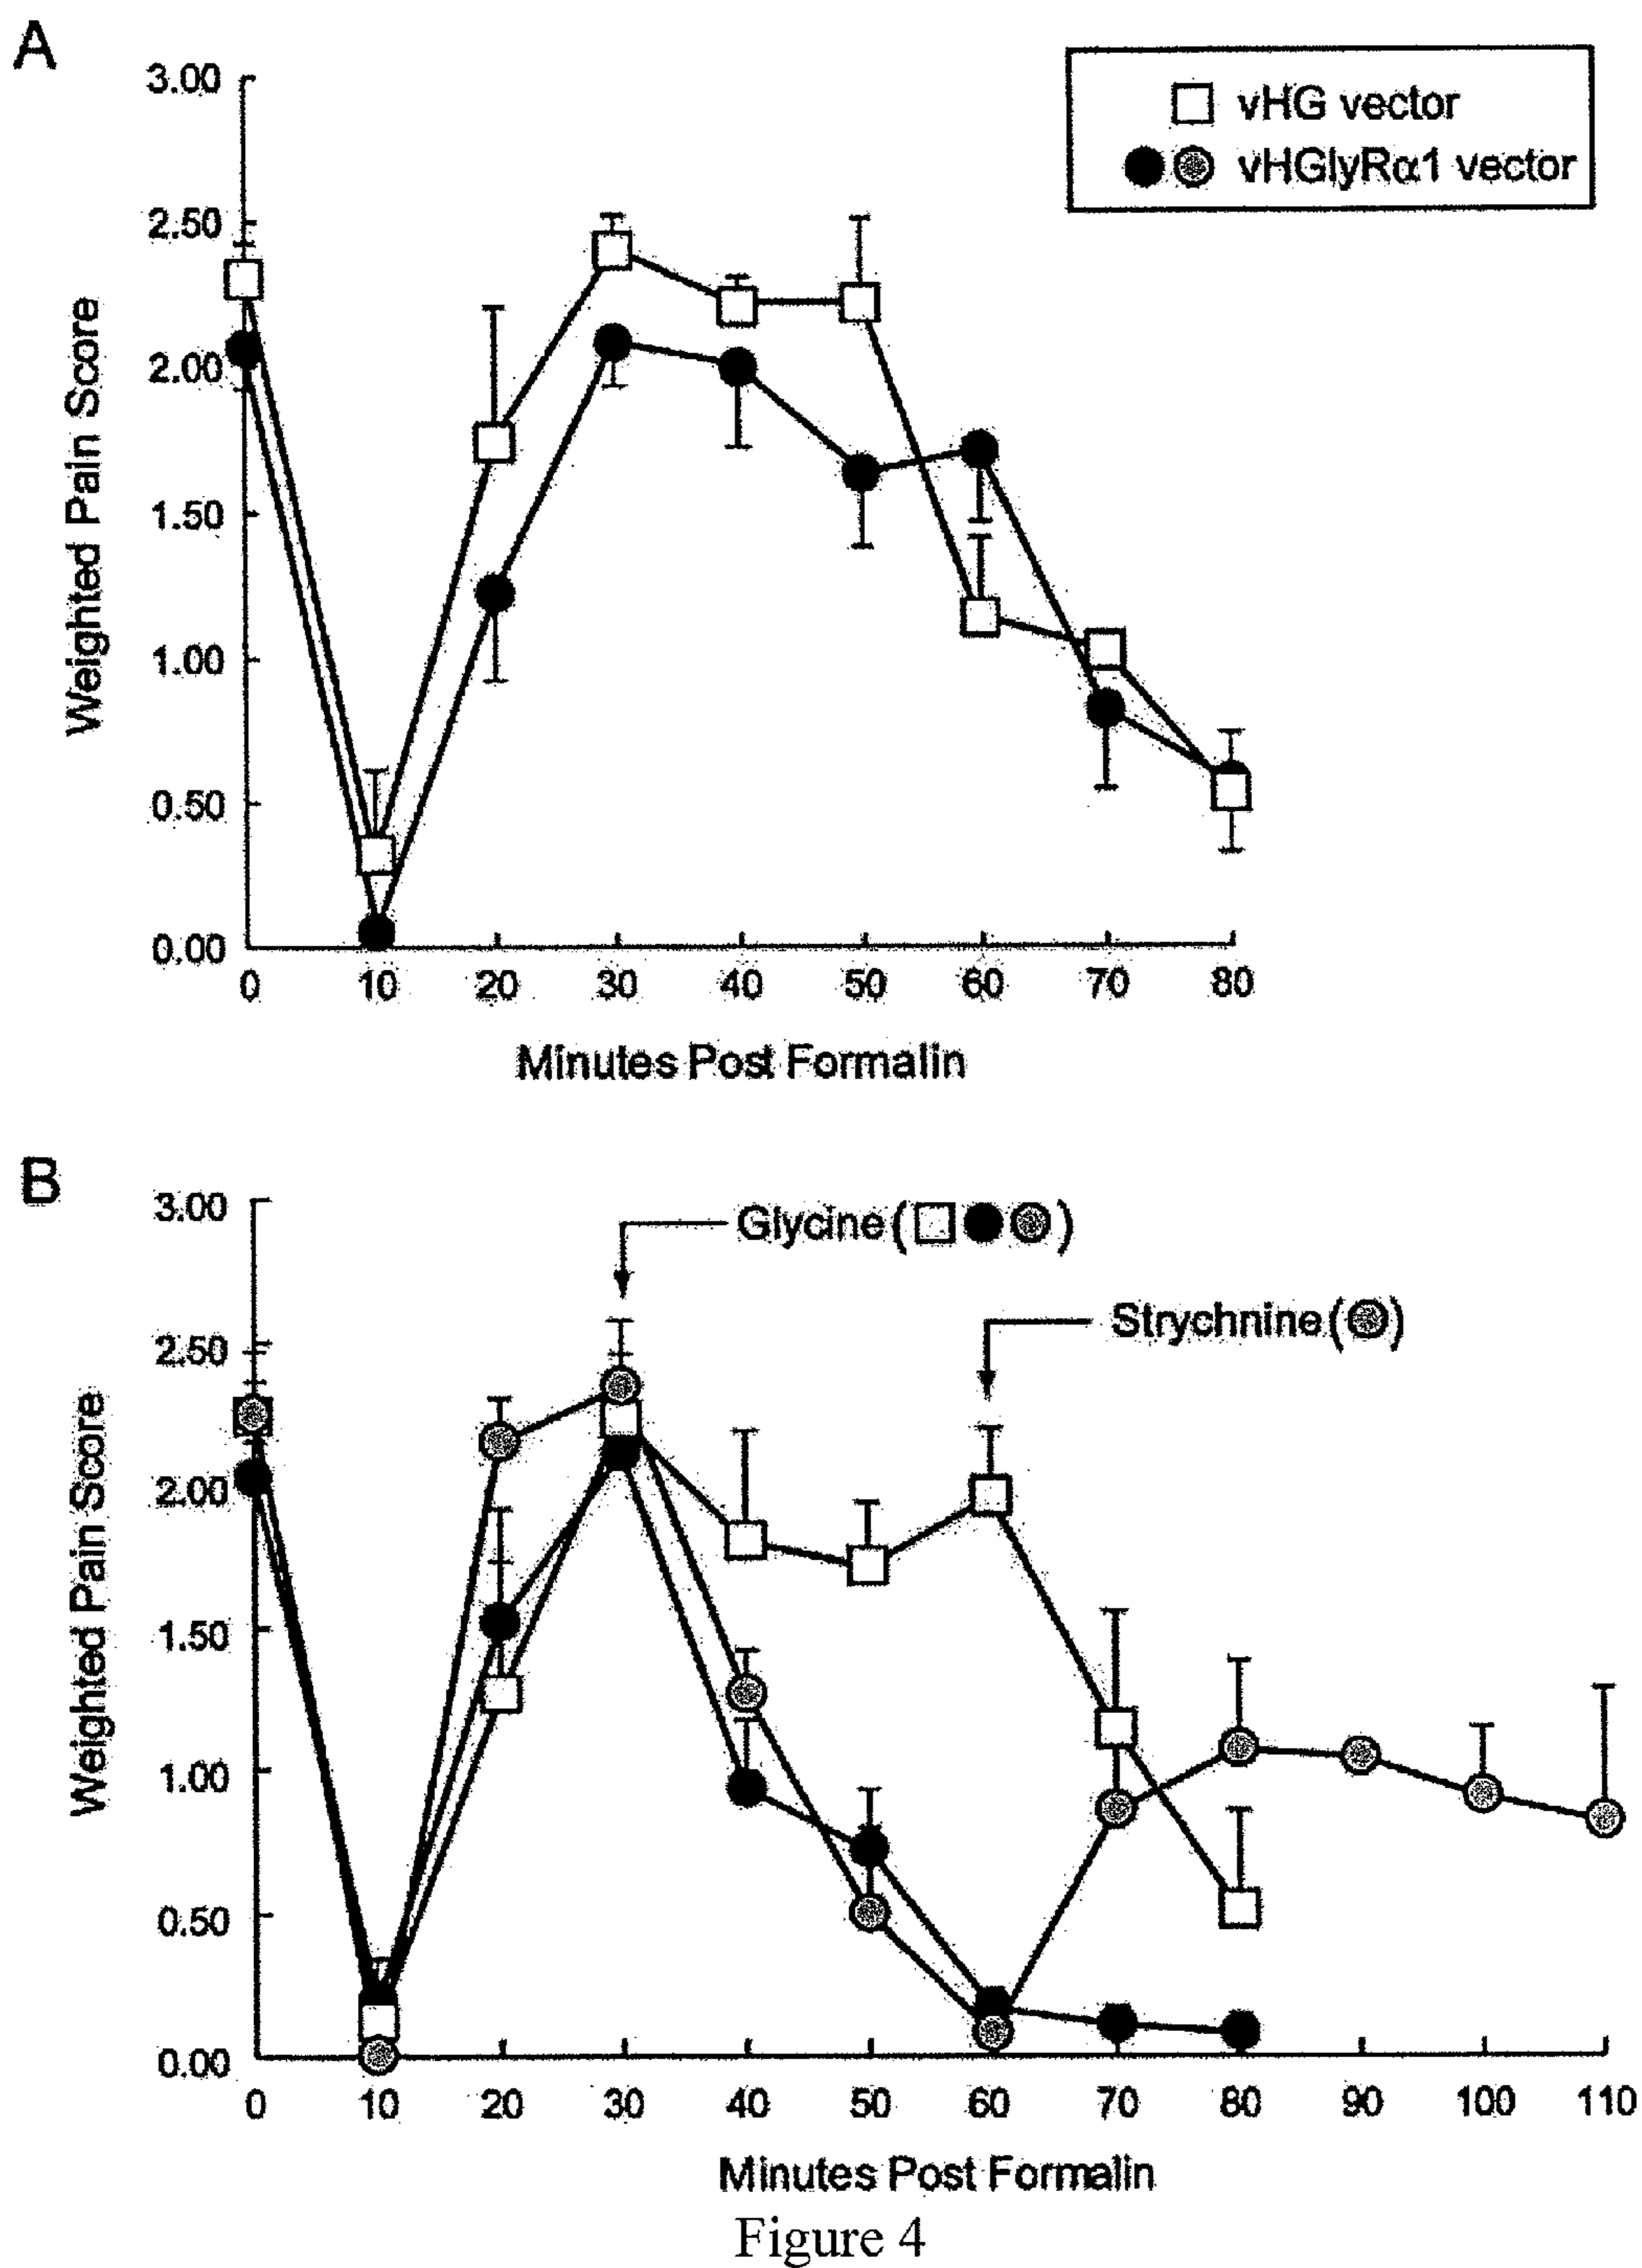 A
3.00
vHG vector
vHGlyRα1 vector
2.50
2.00
1.50
1.00
0.50
0.00
Weighted Pain Score
0 10 20 30 40 50 60 70 80
Minutes Post Formalin
B
3.00
Glycine ( )
Strychnine ( )
2.50
2.00
1.50
1.00
0.50
0.00
Weighted Pain Score
0 10 20 30 40 50 60 70 80 90 100 110
Minutes Post Formalin
Figure 4